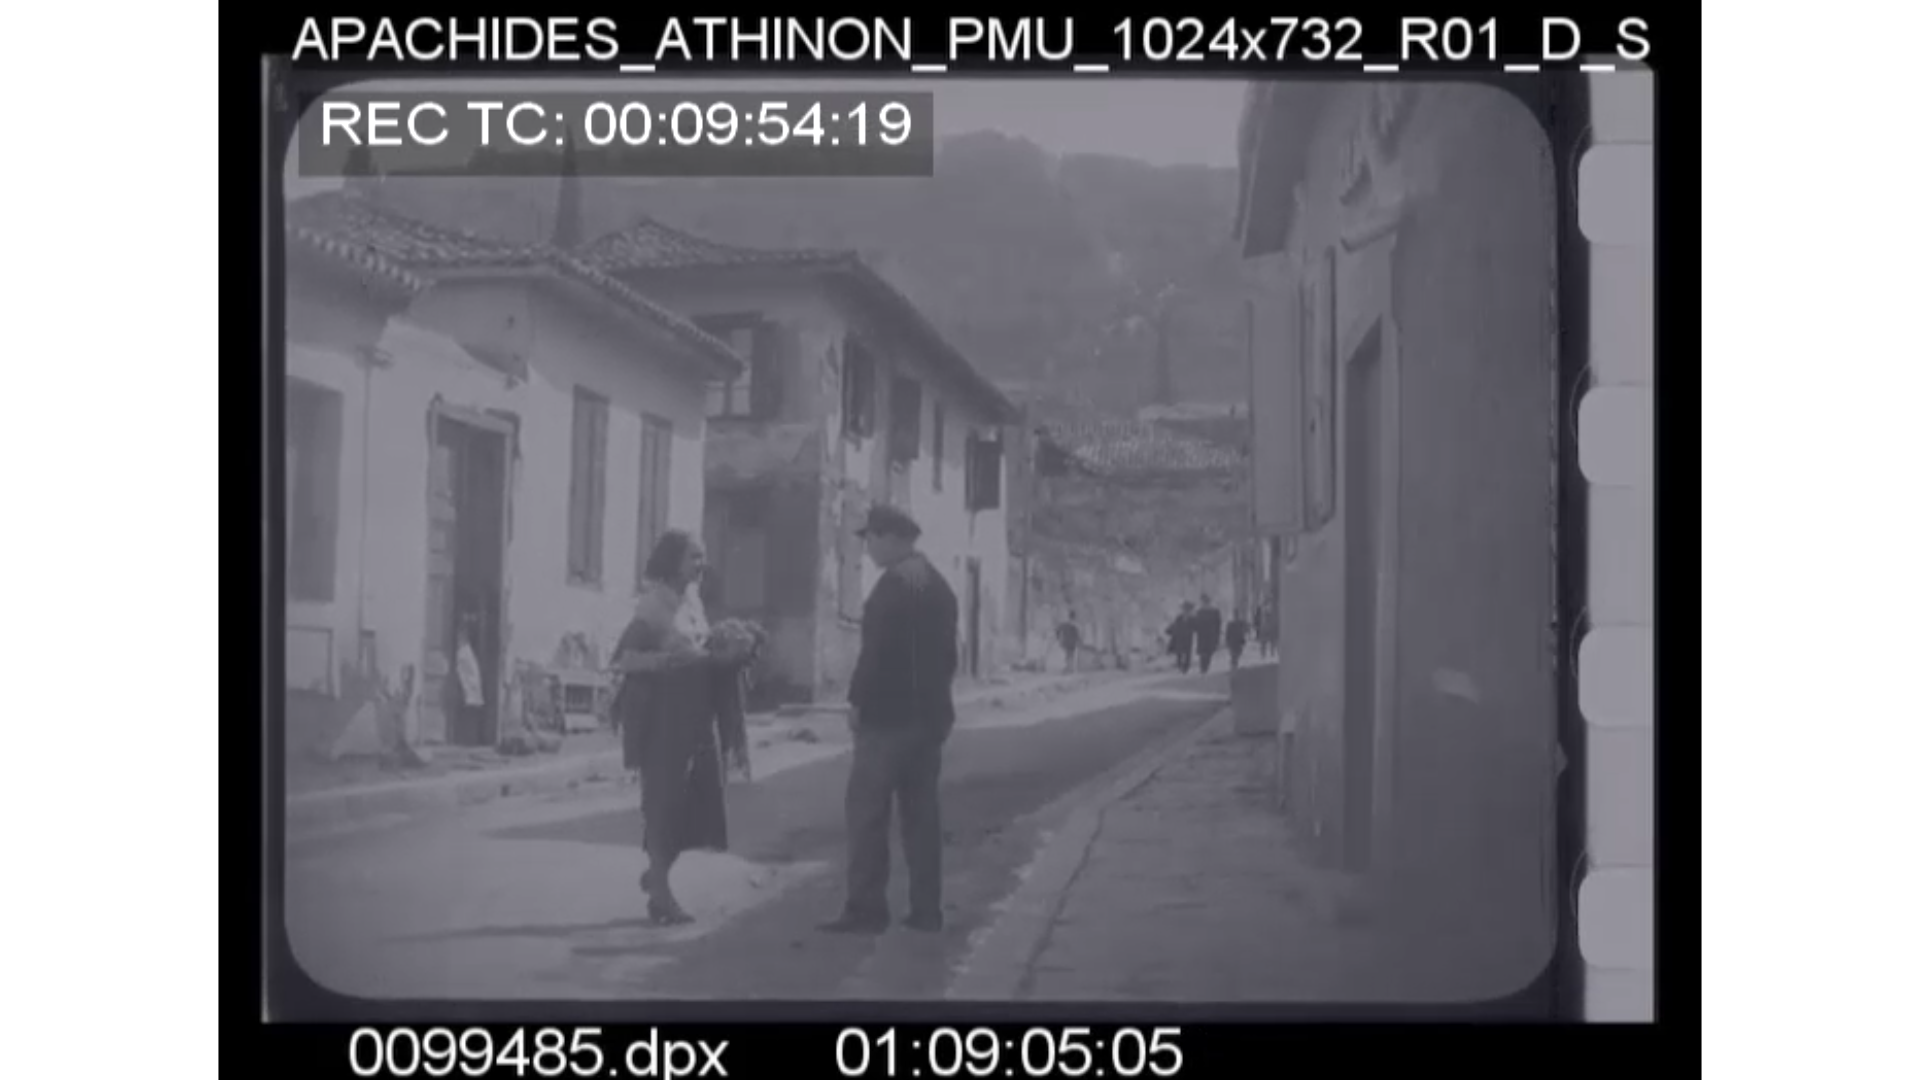 APACHIDES_ATHINON_PMU_1024x732_R01_D_S
REC TC: 00:09:54:19
0099485.dpx 01:09:05:05